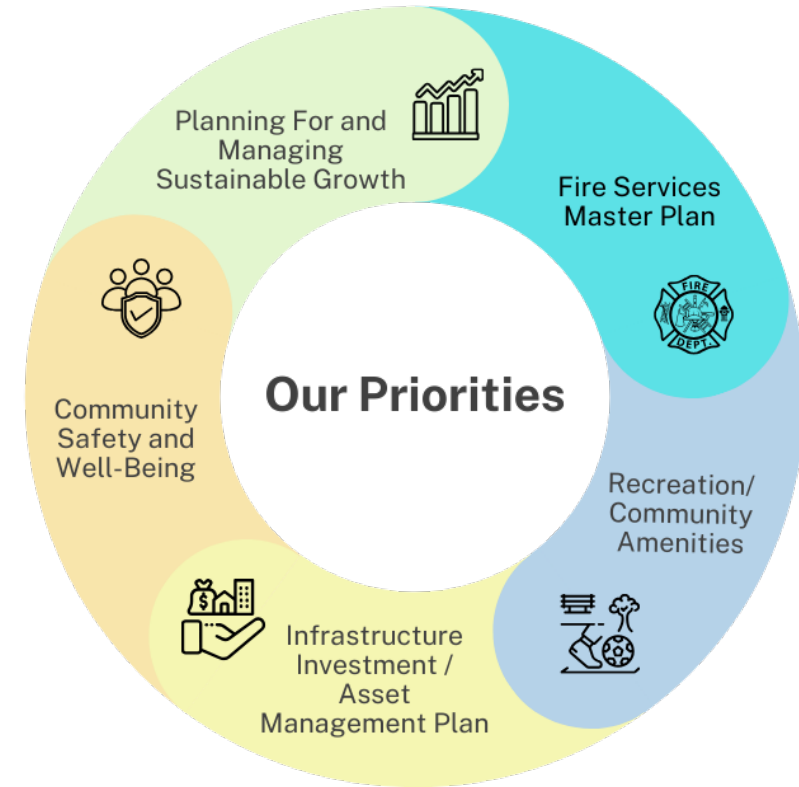 Planning For and
Managing
Sustainable Growth
Fire Services
Master Plan
FIRE
DEPT.
Our Priorities
Community
Safety and
Well-Being
Recreation/
Community
Amenities
$
Infrastructure
Investment /
Asset
Management Plan